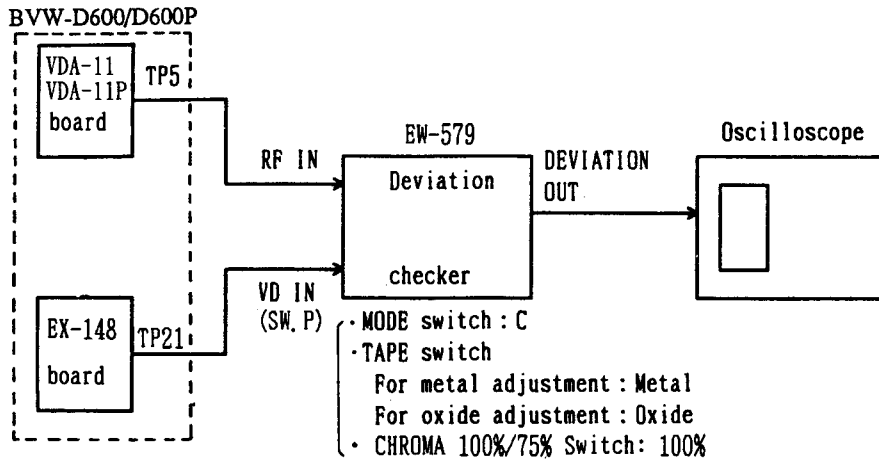 BVW-D600/D600P
VDA-11
VDA-11P
board
TP5
RF IN
EW-579
Deviation
checker
DEVIATION
OUT
Oscilloscope
EX-148
board
TP21
VD IN
(SW.P)
・MODE switch : C
・TAPE switch
For metal adjustment : Metal
For oxide adjustment : Oxide
・ CHROMA 100%/75% Switch: 100%